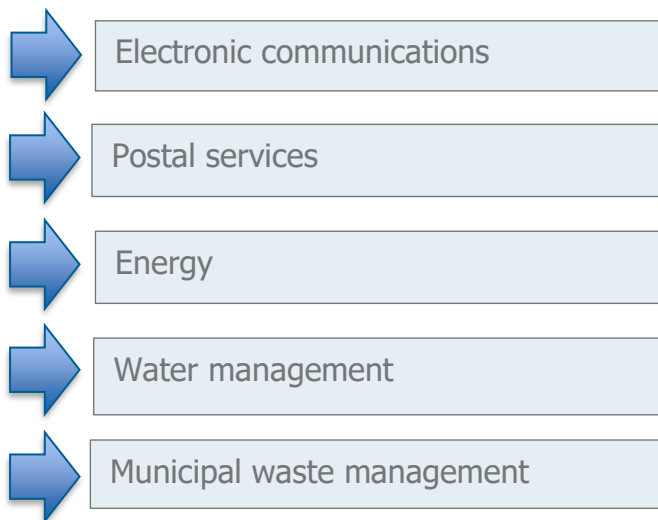 Electronic communications
Postal services
Energy
Water management
Municipal waste management